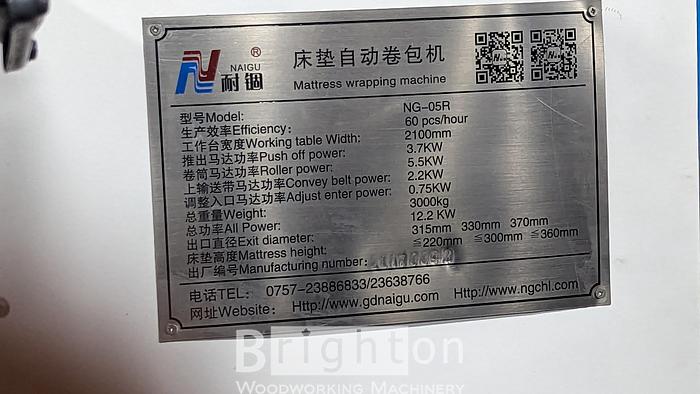 NAIGU ®
耐锢
床垫自动卷包机
Mattress wrapping machine
型号Model: NG-05R
生产效率Efficiency: 60 pcs/hour
工作台宽度Working table Width: 2100mm
推出马达功率Push off power: 3.7KW
卷筒马达功率Roller power: 5.5KW
上输送带马达功率Convey belt power: 2.2KW
调整入口马达功率Adjust enter power: 0.75KW
总重量Weight: 3000kg
总功率All Power: 12.2 KW
出口直径Exit diameter: 315mm 330mm 370mm
床垫高度Mattress height: ≦220mm ≦300mm ≦360mm
出厂编号Manufacturing number:
电话TEL: 0757-23886833/23638766
网址Website: Http://www.gdnaigu.com Http://www.ngchl.com
Brighton
WOODWORKING MACHINERY